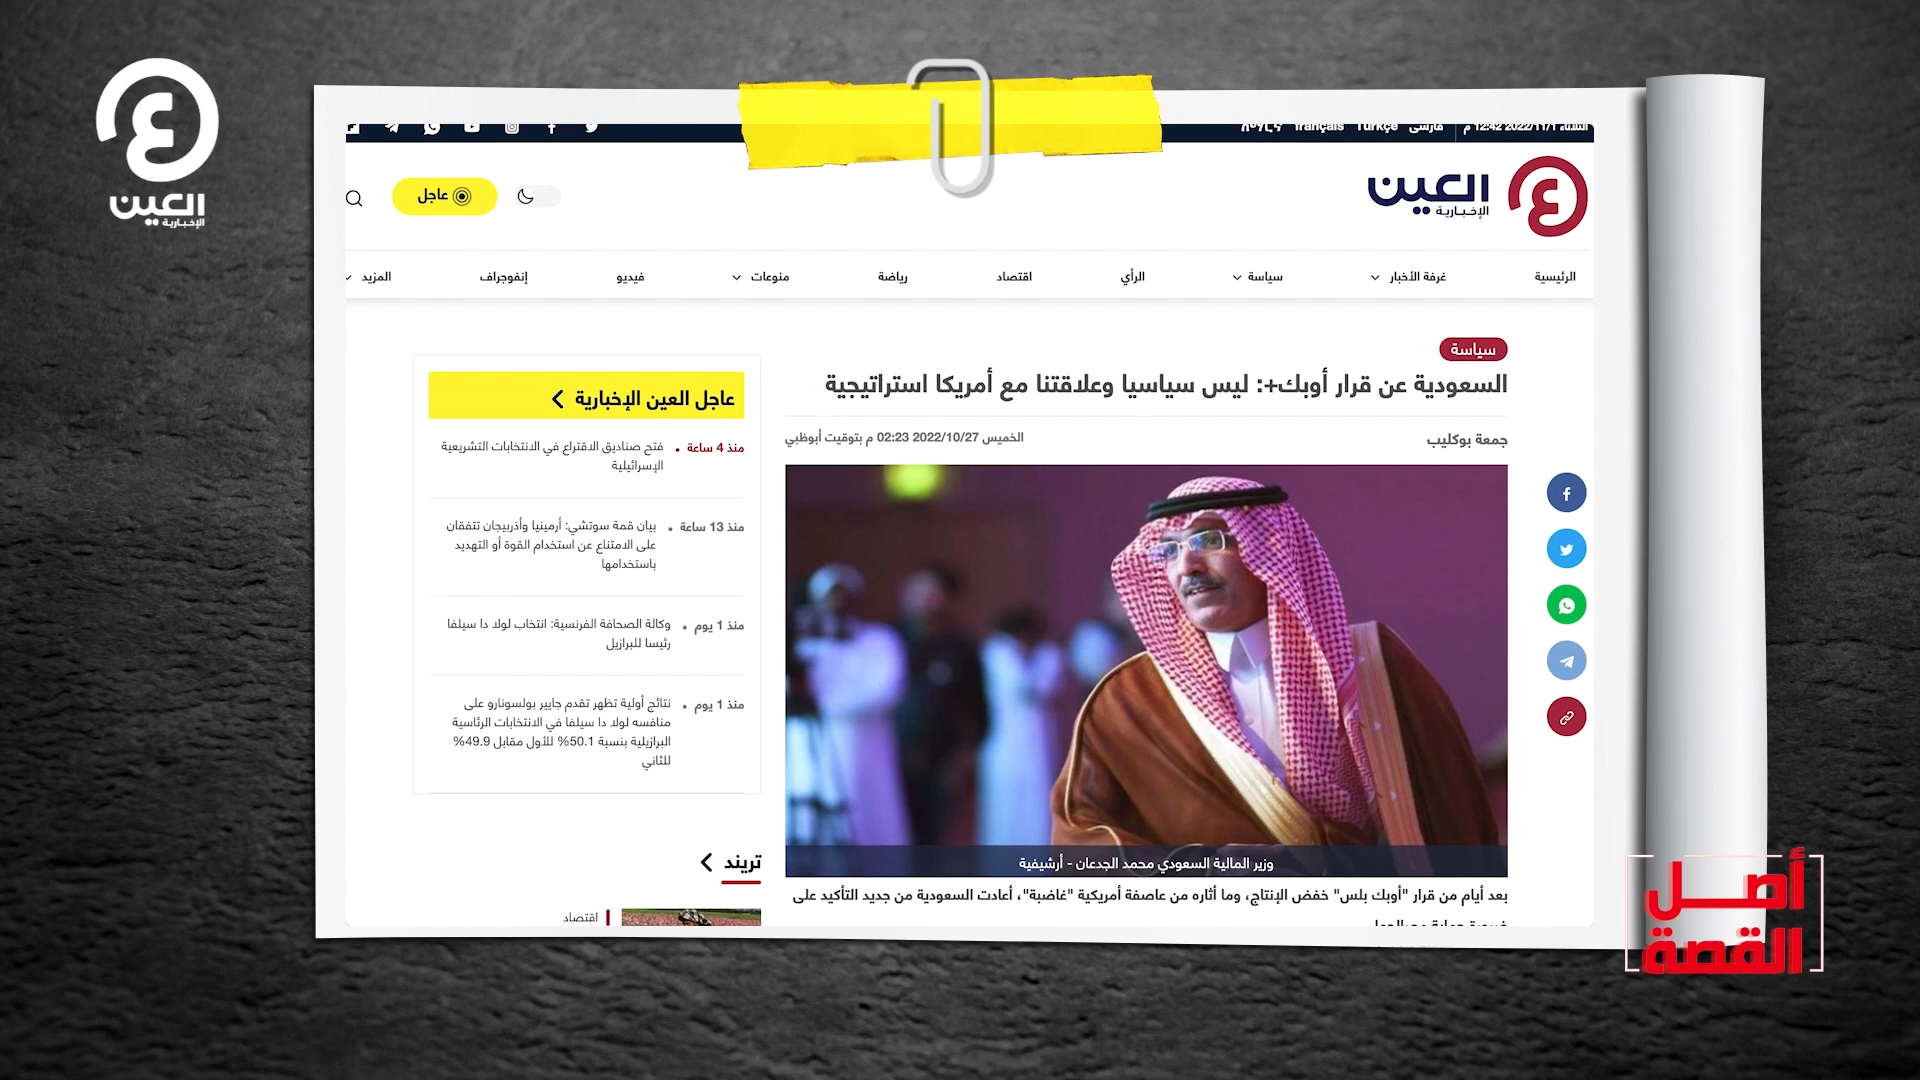 العين
الإخبارية
አማርኛ Français Türkçe فارسی الثلاثاء 2022/11/1 12:42 م
العين
الإخبارية
عاجل
الرئيسية
غرفة الأخبار
سياسة
الرأي
اقتصاد
رياضة
منوعات
فيديو
إنفوجراف
المزيد
سياسة
السعودية عن قرار أوبك+: ليس سياسيا وعلاقتنا مع أمريكا استراتيجية
جمعة بوكليب
الخميس 2022/10/27 02:23 م بتوقيت أبوظبي
وزير المالية السعودي محمد الجدعان - أرشيفية
بعد أيام من قرار "أوبك بلس" خفض الإنتاج، وما أثاره من عاصفة أمريكية "غاضبة"، أعادت السعودية من جديد التأكيد على
عاجل العين الإخبارية
منذ 4 ساعة
فتح صناديق الاقتراع في الانتخابات التشريعية
الإسرائيلية
منذ 13 ساعة
بيان قمة سوتشي: أرمينيا وأذربيجان تتفقان
على الامتناع عن استخدام القوة أو التهديد
باستخدامها
منذ 1 يوم
وكالة الصحافة الفرنسية: انتخاب لولا دا سيلفا
رئيسا للبرازيل
منذ 1 يوم
نتائج أولية تظهر تقدم جايير بولسونارو على
منافسه لولا دا سيلفا في الانتخابات الرئاسية
البرازيلية بنسبة 50.1% للأول مقابل 49.9%
للثاني
تريند
اقتصاد
أصل
القصة